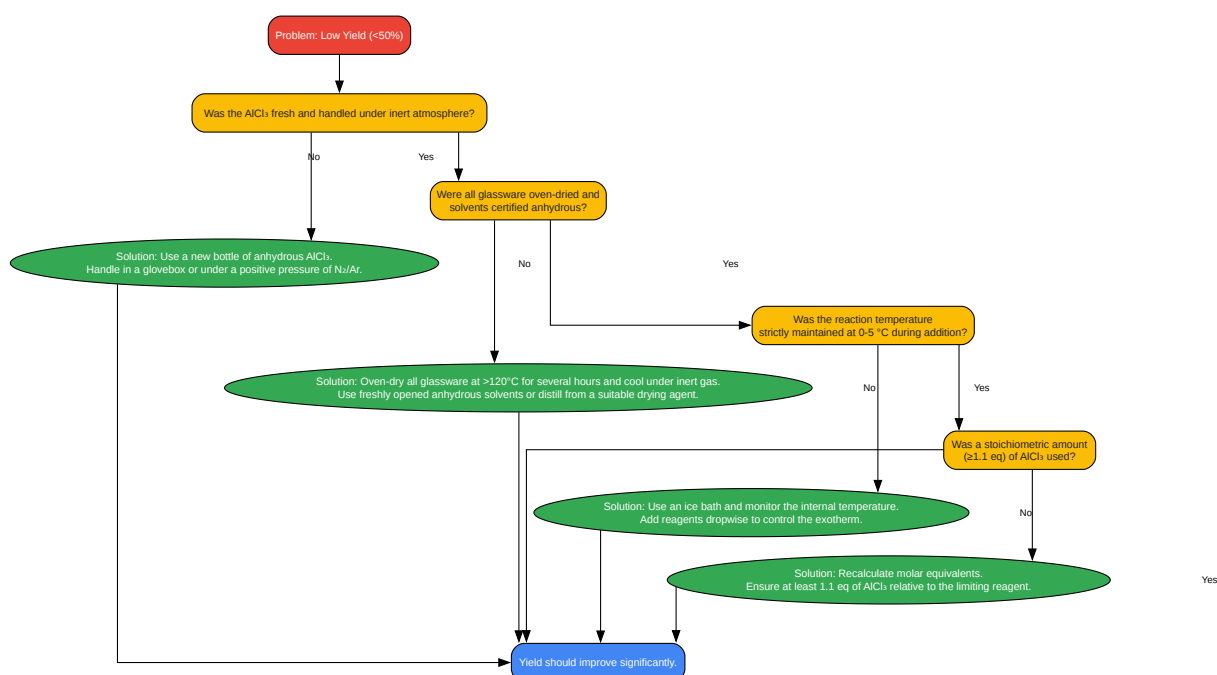 Problem: Low Yield (<50%)
Was the AlCl₃ fresh and handled under inert atmosphere?
No
Yes
Were all glassware oven-dried and
solvents certified anhydrous?
Solution: Use a new bottle of anhydrous AlCl₃.
Handle in a glovebox or under a positive pressure of N₂/Ar.
No
Yes
Was the reaction temperature
strictly maintained at 0-5 °C during addition?
Solution: Oven-dry all glassware at >120°C for several hours and cool under inert gas.
Use freshly opened anhydrous solvents or distill from a suitable drying agent.
No
Yes
Was a stoichiometric amount
(≥1.1 eq) of AlCl₃ used?
Solution: Use an ice bath and monitor the internal temperature.
Add reagents dropwise to control the exotherm.
No
Solution: Recalculate molar equivalents.
Ensure at least 1.1 eq of AlCl₃ relative to the limiting reagent.
Yes
Yield should improve significantly.